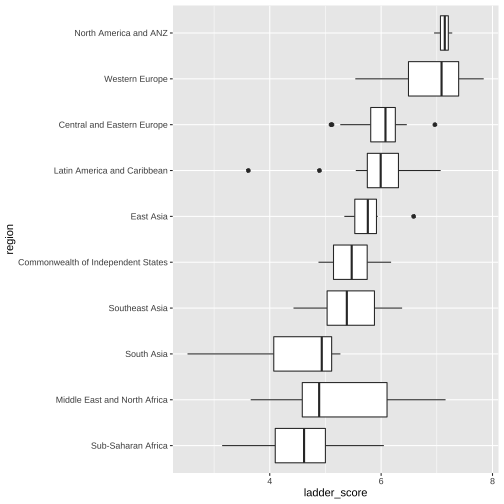 North America and ANZ
Western Europe
Central and Eastern Europe
Latin America and Caribbean
East Asia
Commonwealth of Independent States
Southeast Asia
South Asia
Middle East and North Africa
Sub-Saharan Africa
region
4 6 8
ladder_score